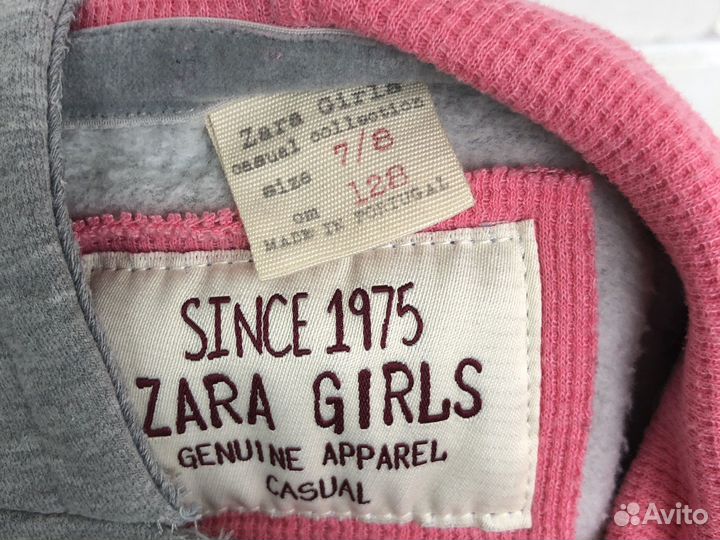 Zara Girls
casual collection
size 7/8
cm 128
MADE IN PORTUGAL
SINCE 1975
ZARA GIRLS
GENUINE APPAREL
CASUAL
Avito